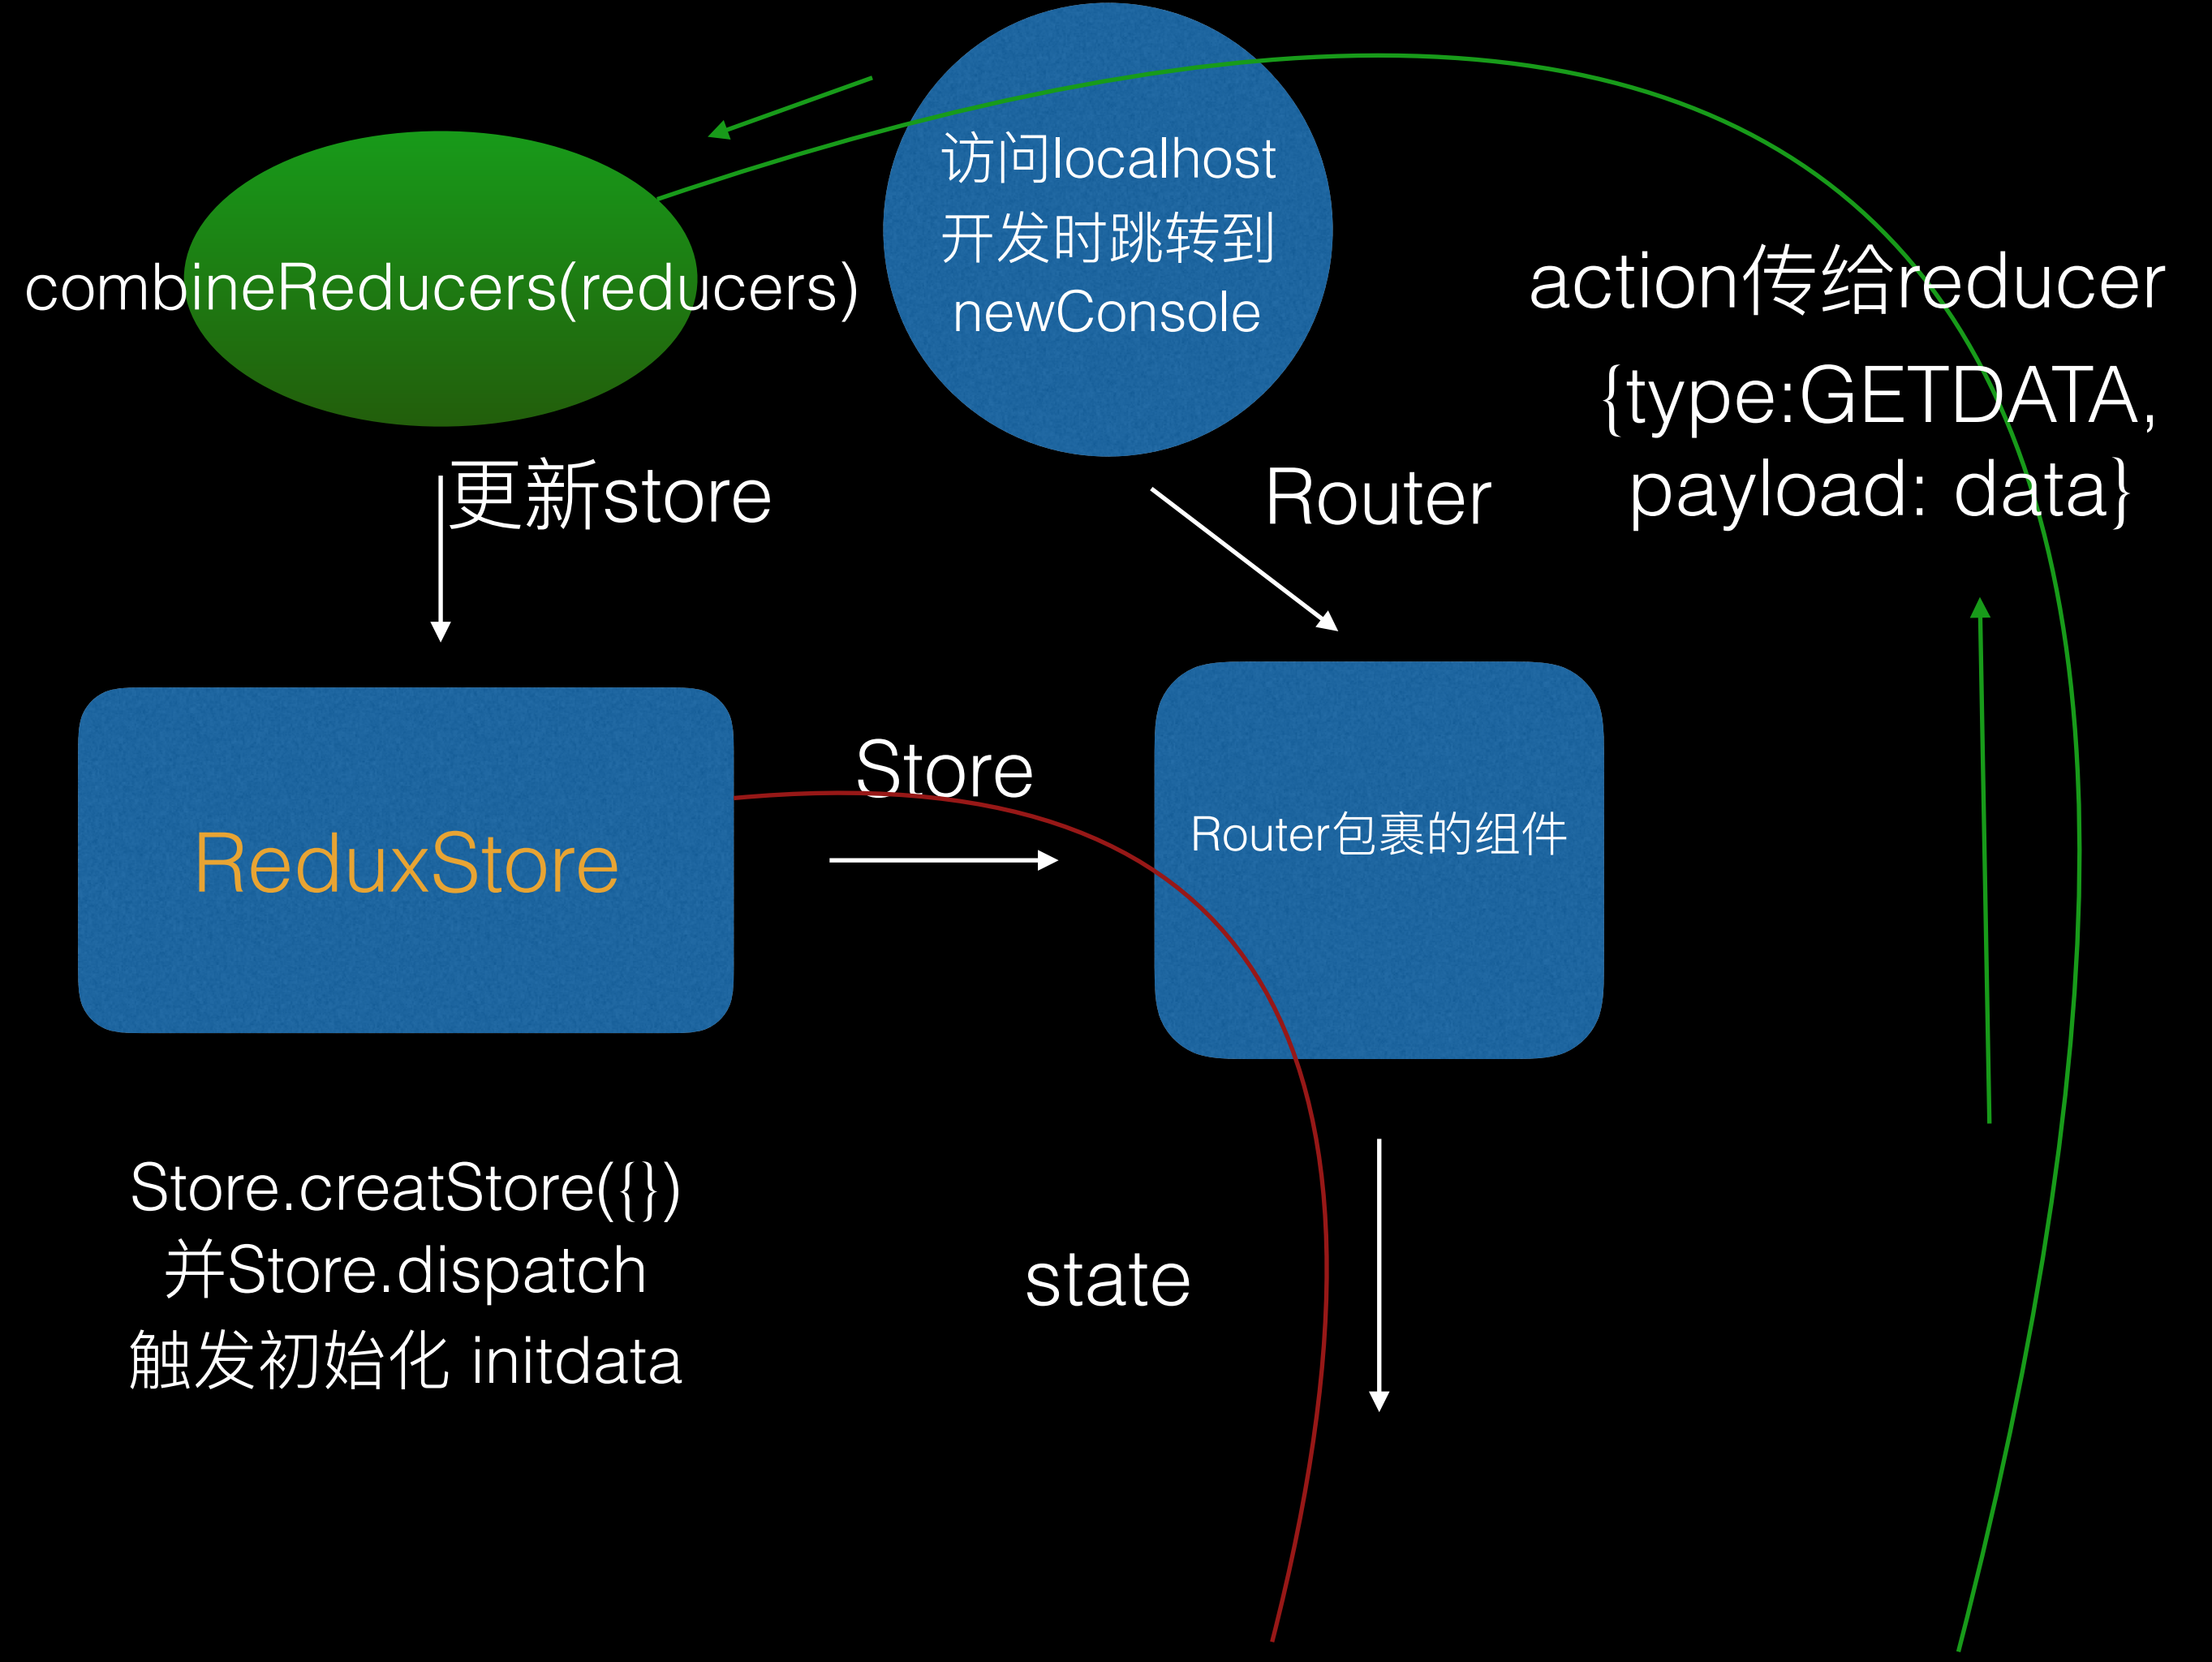 访问localhost
开发时跳转到
newConsole
combineReducers(reducers)
action传给reducer
{type:GETDATA,
payload: data}
更新store
Router
Store
ReduxStore
Router包裹的组件
Store.creatStore({})
并Store.dispatch
触发初始化 initdata
state